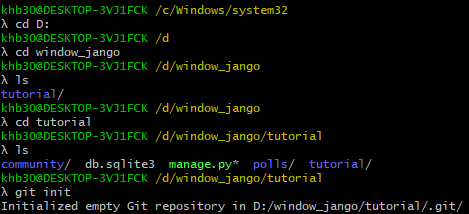 khb30@DESKTOP-3VJ1FCK /c/Windows/system32
λ cd D:
khb30@DESKTOP-3VJ1FCK /d
λ cd window_jango
khb30@DESKTOP-3VJ1FCK /d/window_jango
λ ls
tutorial/
khb30@DESKTOP-3VJ1FCK /d/window_jango
λ cd tutorial
khb30@DESKTOP-3VJ1FCK /d/window_jango/tutorial
λ ls
community/ db.sqlite3 manage.py* polls/ tutorial/
khb30@DESKTOP-3VJ1FCK /d/window_jango/tutorial
λ git init
Initialized empty Git repository in D:/window_jango/tutorial/.git/